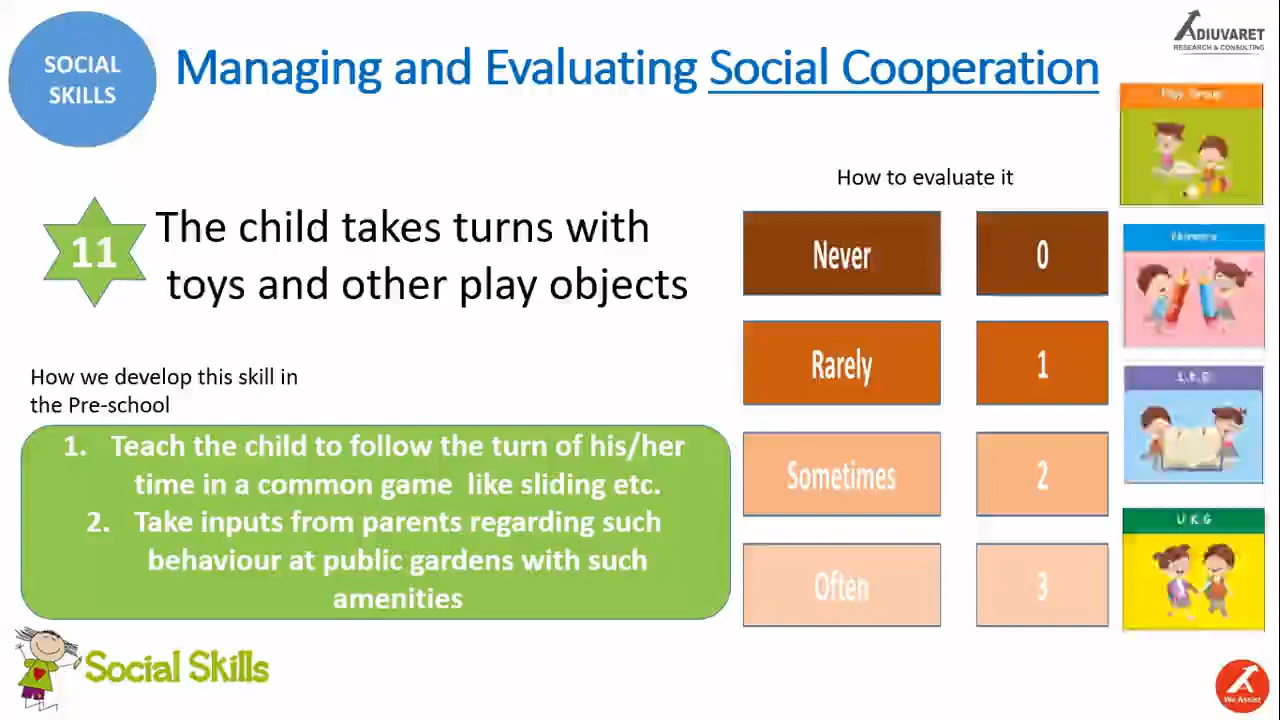 SOCIAL
SKILLS
Managing and Evaluating Social Cooperation
ADIUVARET
RESEARCH & CONSULTING
11
The child takes turns with
toys and other play objects
How we develop this skill in
the Pre-school
1. Teach the child to follow the turn of his/her
time in a common game like sliding etc.
2. Take inputs from parents regarding such
behaviour at public gardens with such
amenities
How to evaluate it
Never 0
Rarely 1
Sometimes 2
Often 3
U K G
Social Skills
We Assist